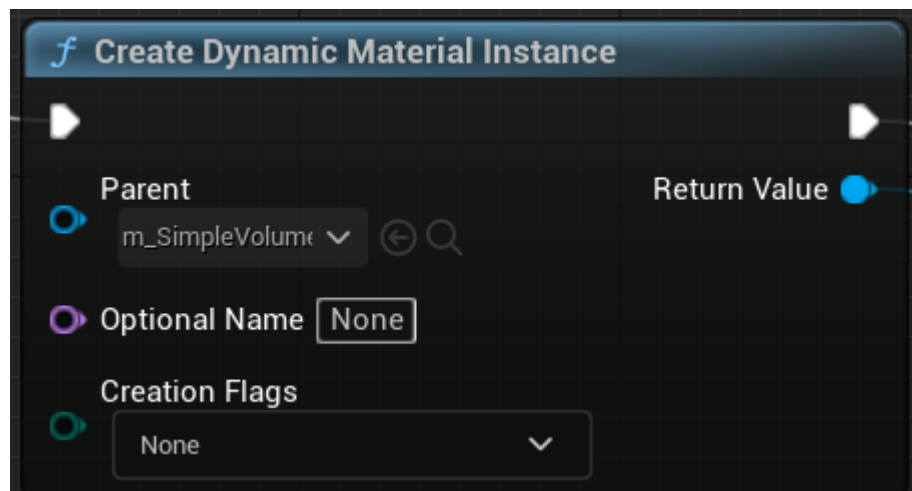 f Create Dynamic Material Instance
Parent
Return Value
m_SimpleVolume
Optional Name None
Creation Flags
None